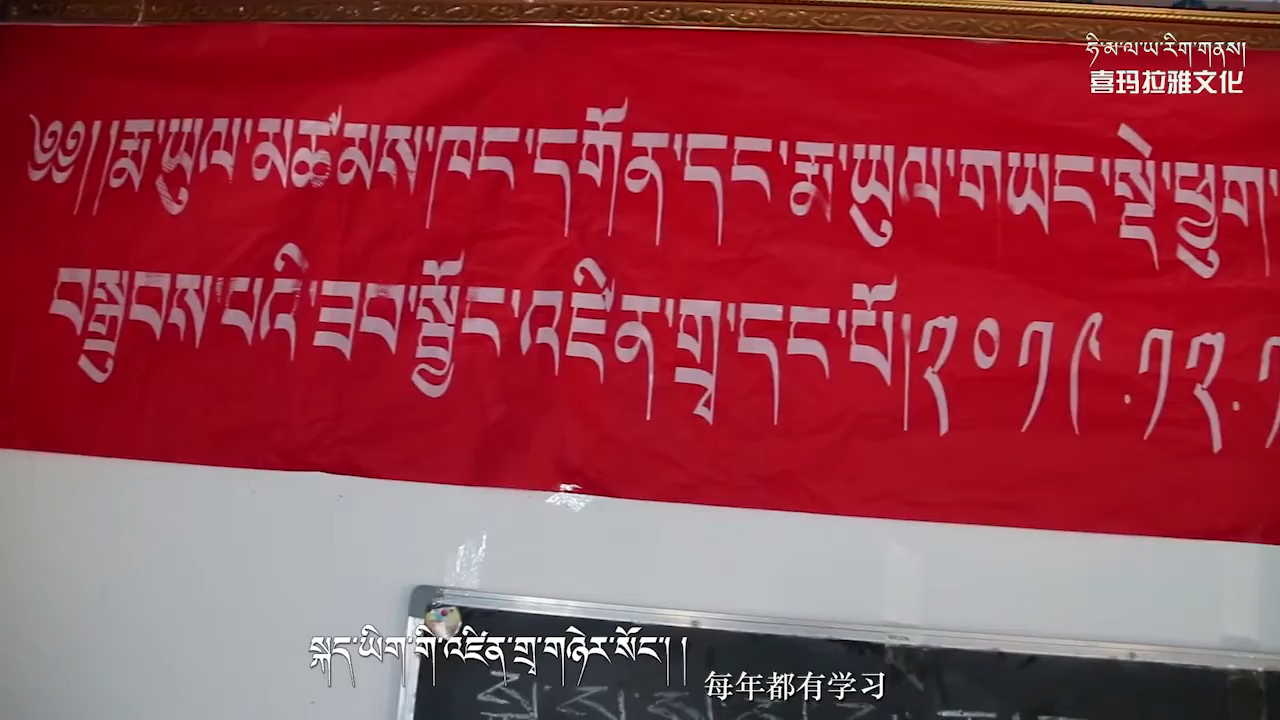 ཧི་མ་ལ་ཡ་རིག་གནས།
喜玛拉雅文化
༄༅། །རྨ་ཡུལ་མཚམས་ཁང་དགོན་དང་རྨ་ཡུལ་གཡང་སྡེ་ཕྱུག་
བསྒྲུབས་པའི་ཟབ་སྦྱོང་འཛིན་གྲྭ་དང་པོ།༢༠༡༩.༡༢.
སྐད་ཡིག་གི་འཛིན་གྲྭ་གཉེར་སོང་།།
每年都有学习